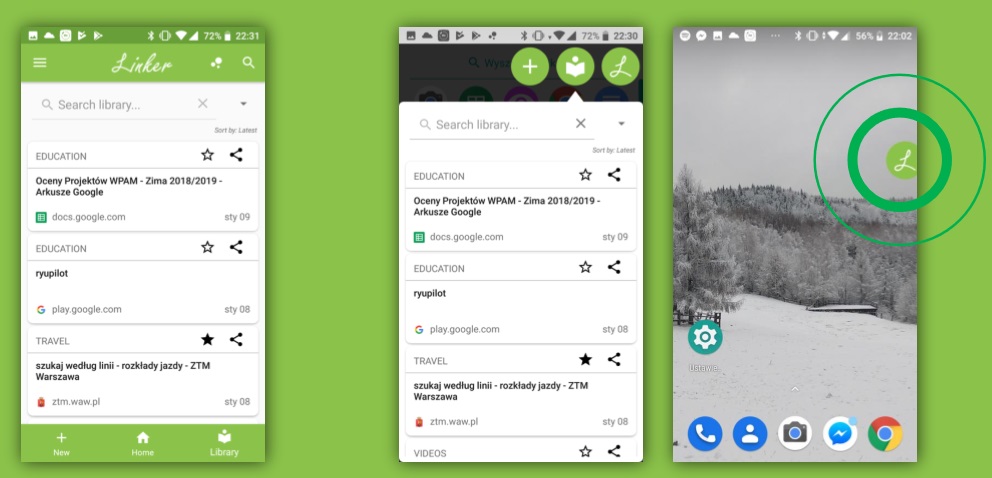 72% 22:31
Linker
Search library...
Sort by: Latest
EDUCATION
Oceny Projektów WPAM - Zima 2018/2019 -
Arkusze Google
docs.google.com sty 09
EDUCATION
ryupilot
play.google.com sty 08
TRAVEL
szukaj według linii - rozkłady jazdy - ZTM
Warszawa
ztm.waw.pl sty 08
New Home Library
72% 22:30
L
Search library...
Sort by: Latest
EDUCATION
Oceny Projektów WPAM - Zima 2018/2019 -
Arkusze Google
docs.google.com sty 09
EDUCATION
ryupilot
play.google.com sty 08
TRAVEL
szukaj według linii - rozkłady jazdy - ZTM
Warszawa
ztm.waw.pl sty 08
VIDEOS
56% 22:02
L